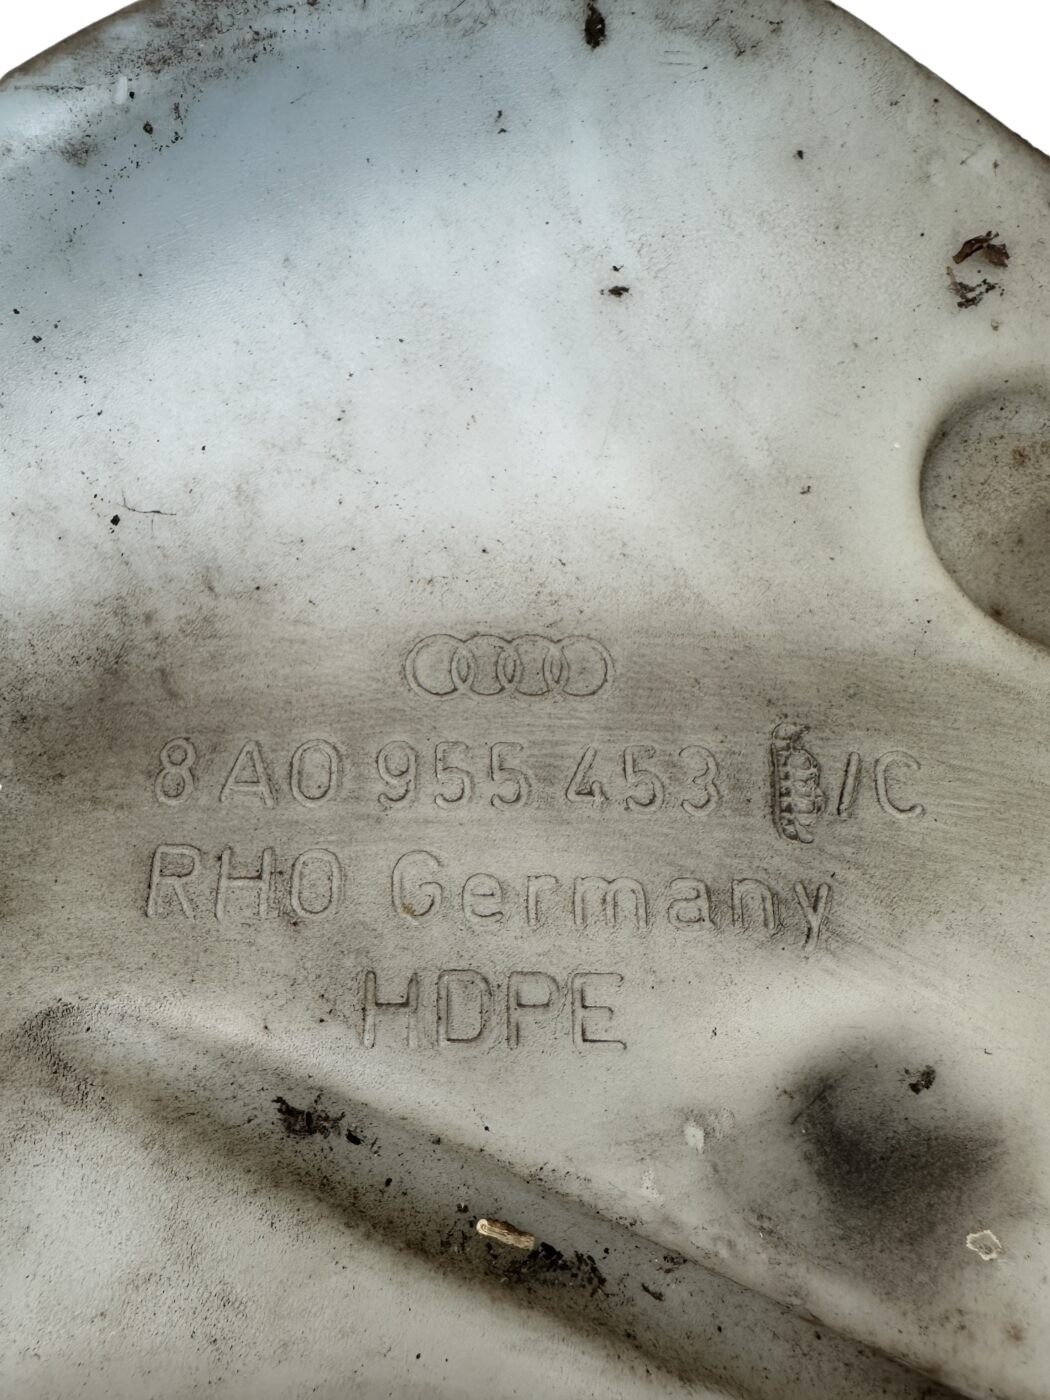 8A0 955 453 /C
RHO Germany
HDPE